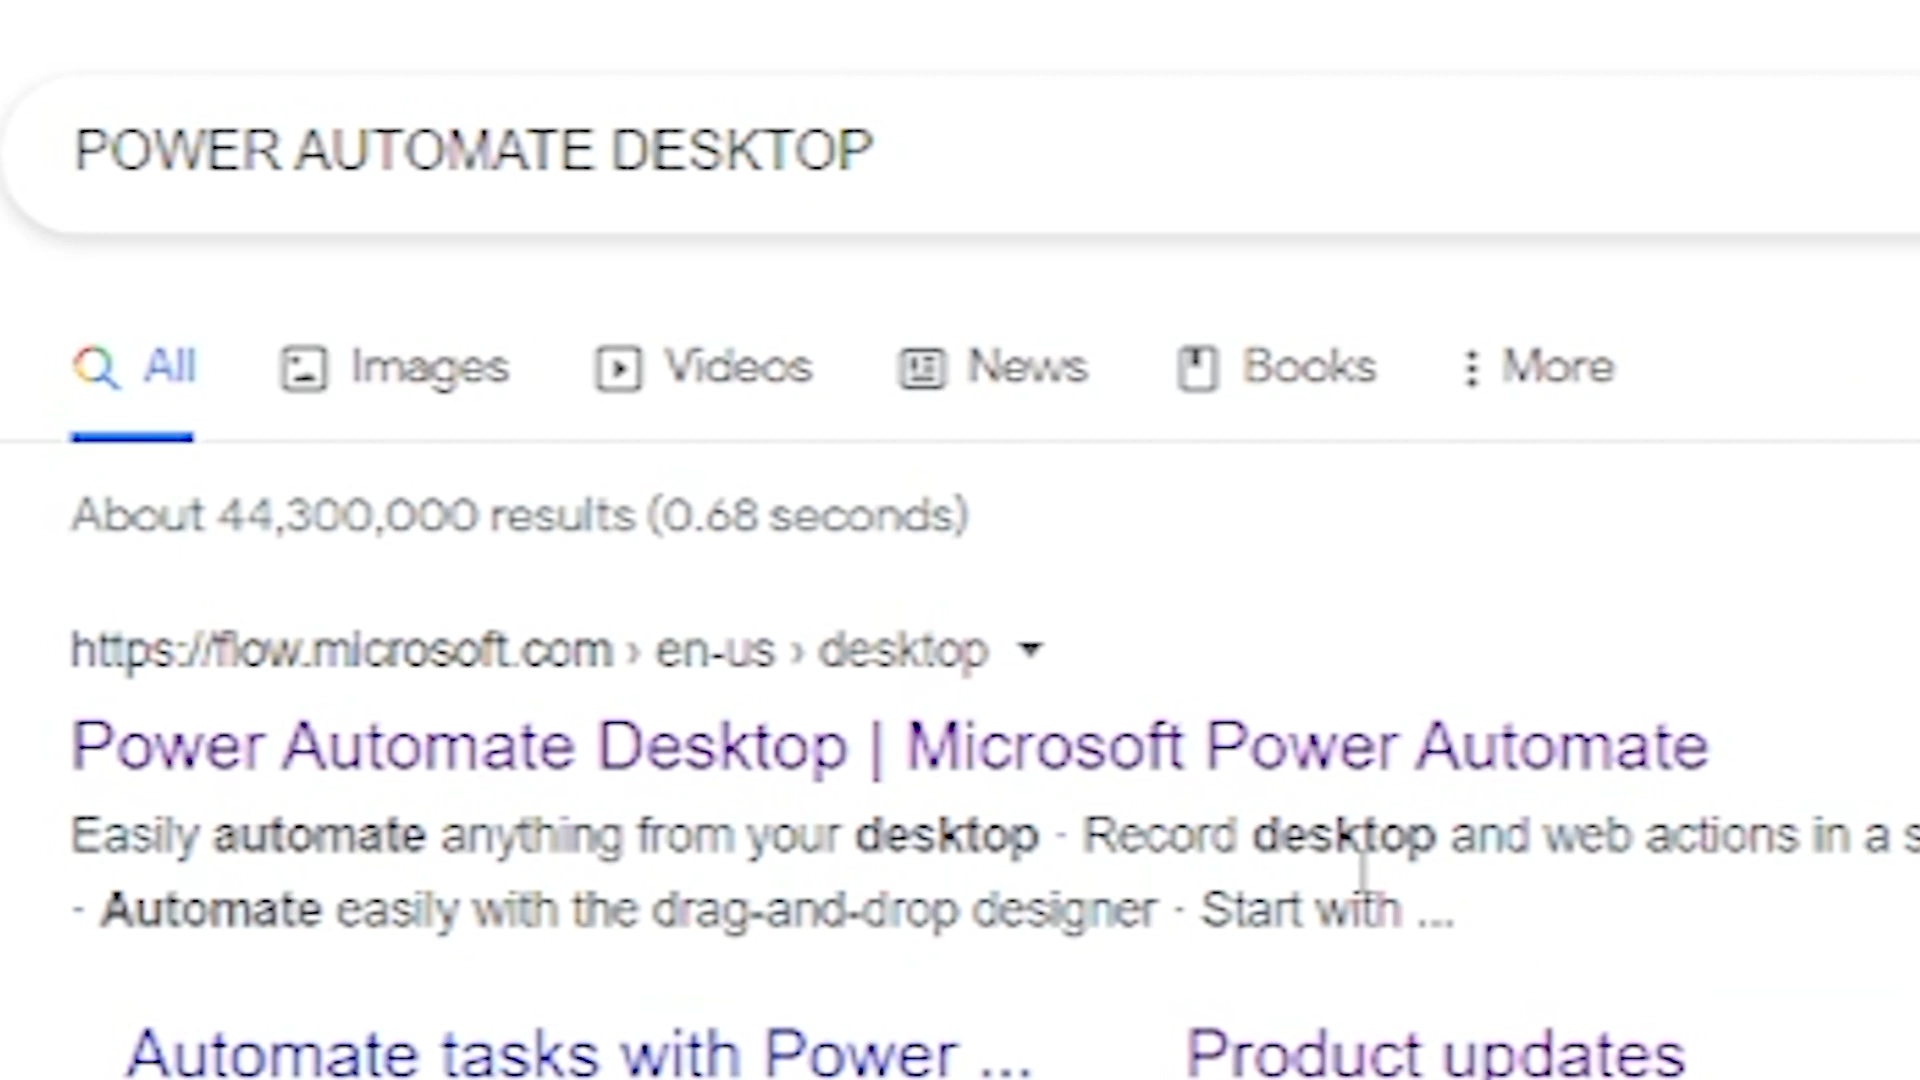 POWER AUTOMATE DESKTOP
All Images Videos News Books More
About 44,300,000 results (0.68 seconds)
https://flow.microsoft.com › en-us › desktop
Power Automate Desktop | Microsoft Power Automate
Easily automate anything from your desktop · Record desktop and web actions in a s
· Automate easily with the drag-and-drop designer · Start with ...
Automate tasks with Power ... Product updates